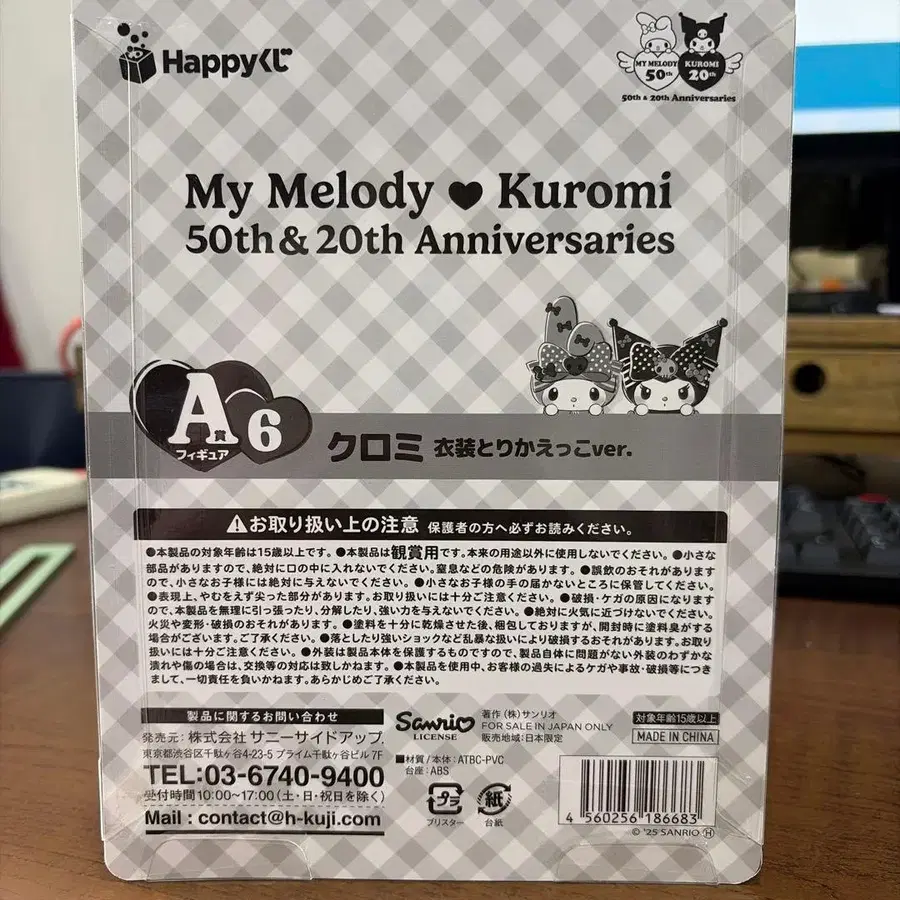 Happyくじ
MY MELODY 50th
KUROMI 20th
50th & 20th Anniversaries
My Melody ♥ Kuromi
50th & 20th Anniversaries
A賞 6
フィギュア
クロミ 衣装とりかえっこver.
⚠お取り扱い上の注意 保護者の方へ必ずお読みください。
●本製品の対象年齢は15歳以上です。●本製品は観賞用です。本来の用途以外に使用しないでください。●小さな
部品がありますので、絶対に口の中に入れないでください。窒息などの危険があります。●誤飲のおそれがあります
ので、小さなお子様には絶対に与えないでください。●小さなお子様の手の届かないところに保管してください。
●表現上、やむをえず尖った部分があります。お取り扱いには十分ご注意ください。●破損・ケガの原因になります
ので、本製品を無理に引っ張ったり、分解したり、強い力を与えないでください。●絶対に火気に近づけないでください。
火災や変形・破損のおそれがあります。●塗料を十分に乾燥させた後、梱包しておりますが、開封時に塗料臭がする
場合がございます。ご了承ください。●落としたり強いショックなど乱暴な扱いにより破損するおそれがあります。お取り
扱いには十分ご注意ください。●外装は製品本体を保護するものですので、製品自体に問題がない外装のわずかな
潰れや傷の場合は、交換等の対応は致しかねます。●本製品を使用中、お客様の過失によるケガや事故・破損等につき
まして、一切責任を負いかねます。あらかじめご了承ください。
製品に関するお問い合わせ
発売元：株式会社 サニーサイドアップ
東京都渋谷区千駄ヶ谷4-23-5 プライム千駄ヶ谷ビル 7F
TEL:03-6740-9400
受付時間10:00~17:00(土・日・祝日を除く)
Mail : contact@h-kuji.com
Sanrio
LICENSE
著作 (株)サンリオ
FOR SALE IN JAPAN ONLY
販売地域:日本限定
対象年齢15歳以上
MADE IN CHINA
■材質/本体:ATBC-PVC
台座:ABS
プラ
ブリスター
紙
台紙
4 560256 186683
© '25 SANRIO Ⓗ